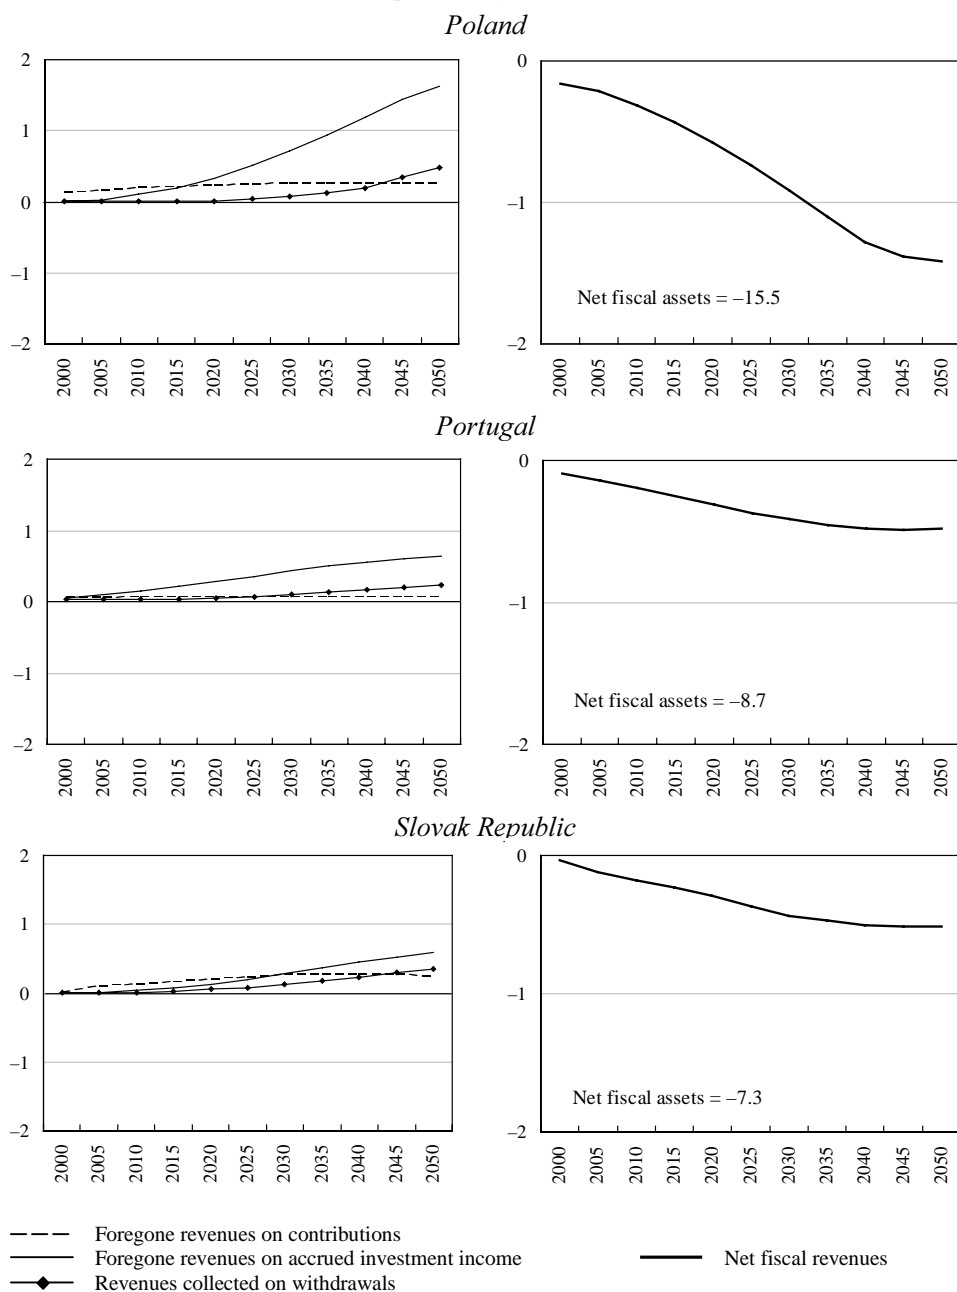 Poland
2
1
0
–1
–2
2000 2005 2010 2015 2020 2025 2030 2035 2040 2045 2050
0
–1
–2
Net fiscal assets = –15.5
2000 2005 2010 2015 2020 2025 2030 2035 2040 2045 2050
Portugal
2
1
0
–1
–2
2000 2005 2010 2015 2020 2025 2030 2035 2040 2045 2050
0
–1
–2
Net fiscal assets = –8.7
2000 2005 2010 2015 2020 2025 2030 2035 2040 2045 2050
Slovak Republic
2
1
0
–1
–2
2000 2005 2010 2015 2020 2025 2030 2035 2040 2045 2050
0
–1
–2
Net fiscal assets = –7.3
2000 2005 2010 2015 2020 2025 2030 2035 2040 2045 2050
Foregone revenues on contributions
Foregone revenues on accrued investment income
Revenues collected on withdrawals
Net fiscal revenues